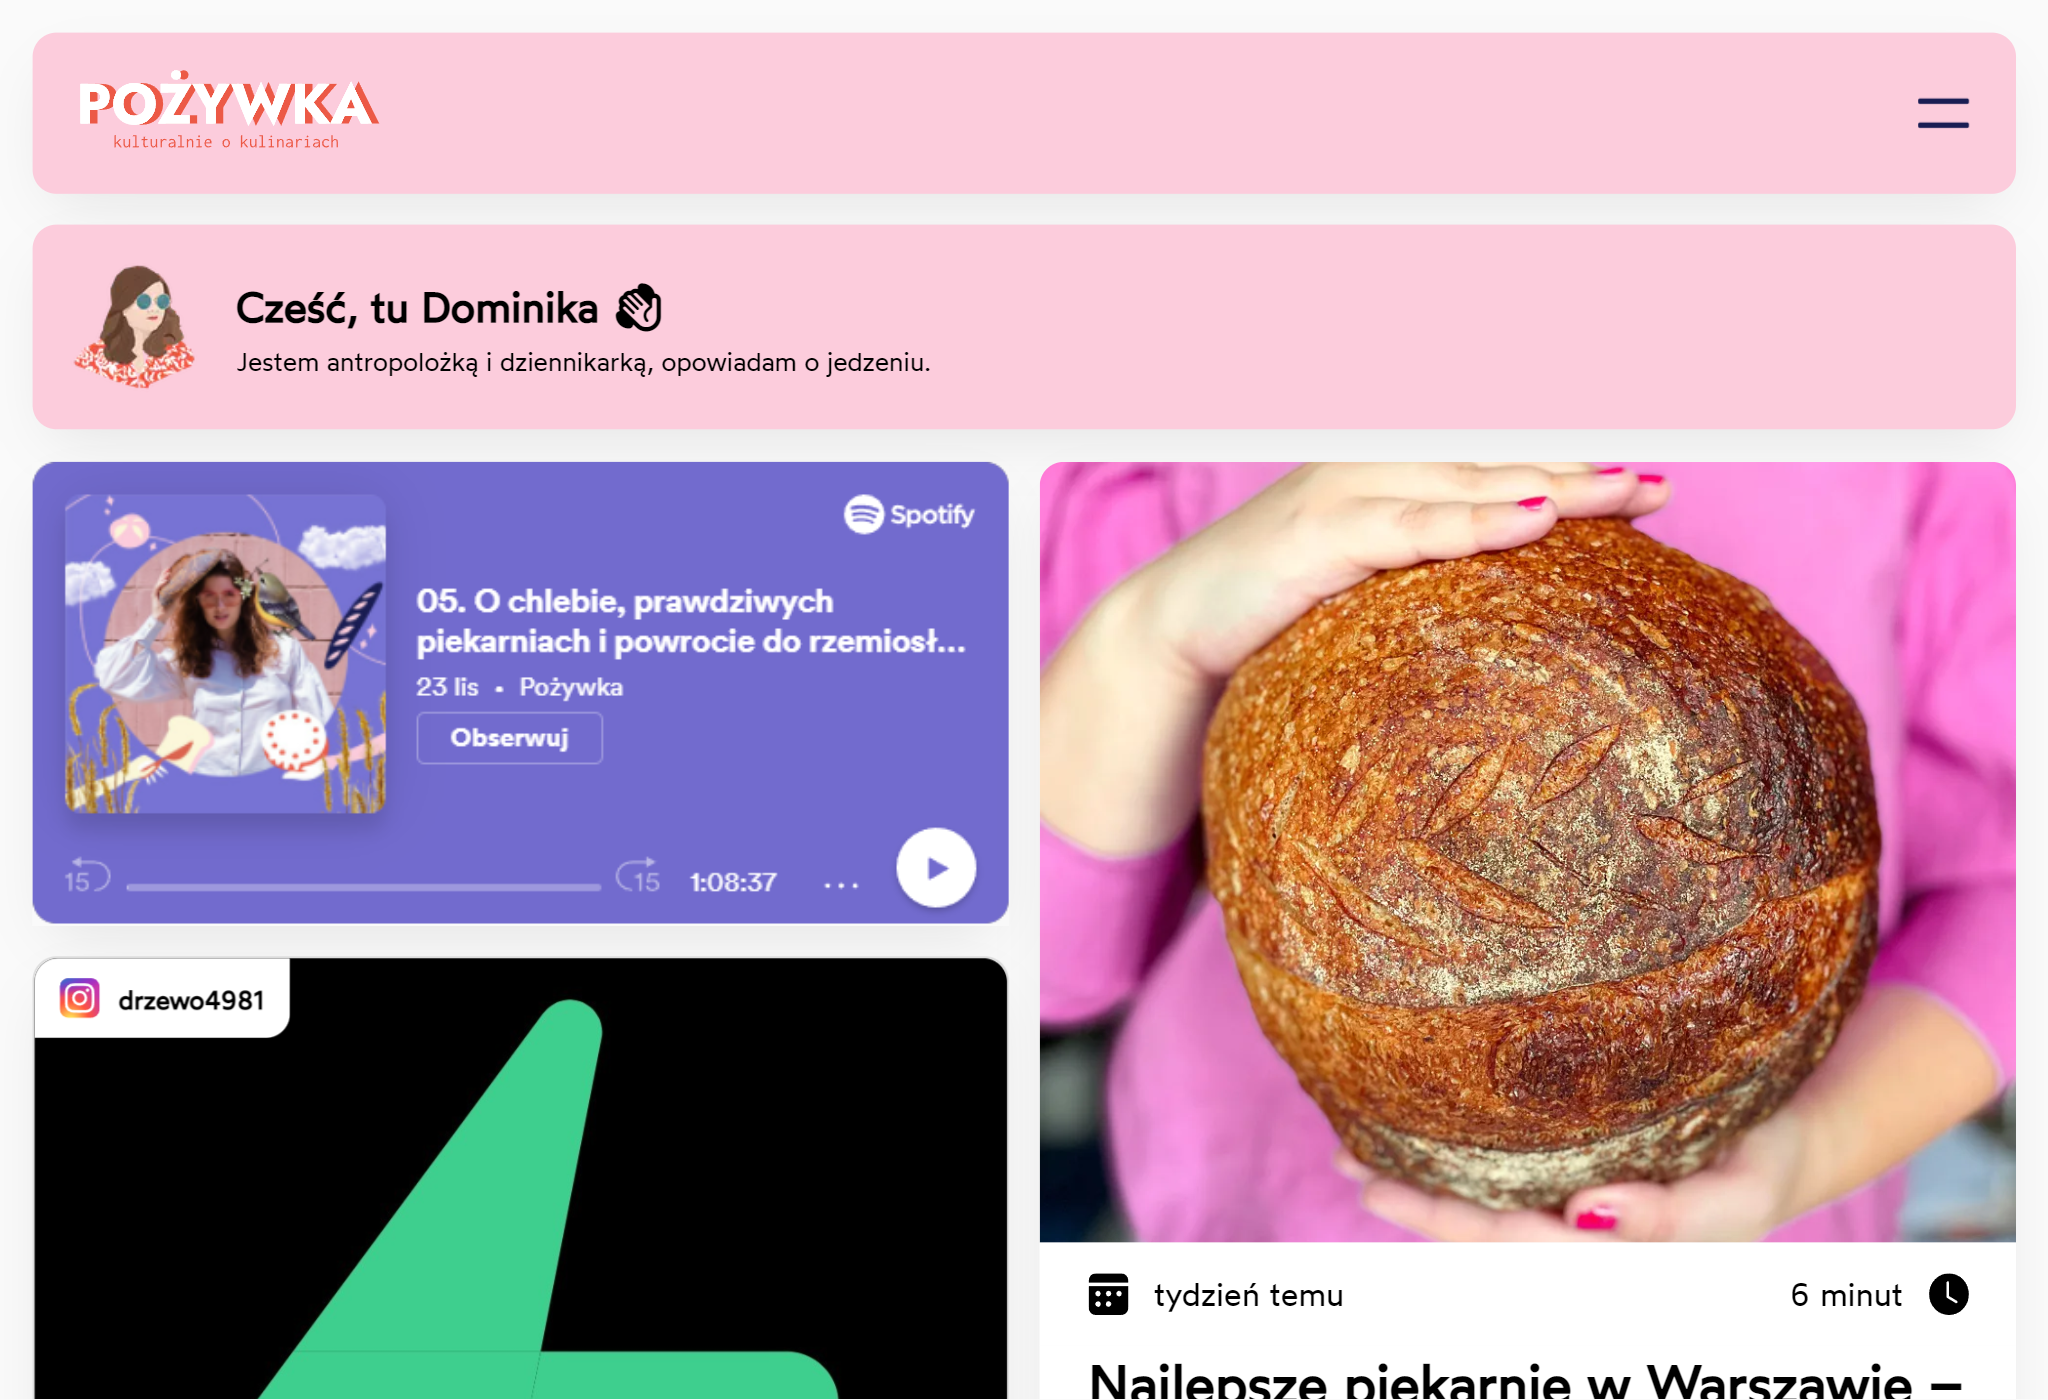 POŻYWKA
kulturalnie o kulinariach
Cześć, tu Dominika
Jestem antropolożką i dziennikarką, opowiadam o jedzeniu.
Spotify
05. O chlebie, prawdziwych
piekarniach i powrocie do rzemiosł...
23 lis • Pożywka
Obserwuj
15
15
1:08:37
drzewo4981
tydzień temu
6 minut
Najlepsze piekarnie w Warszawie –